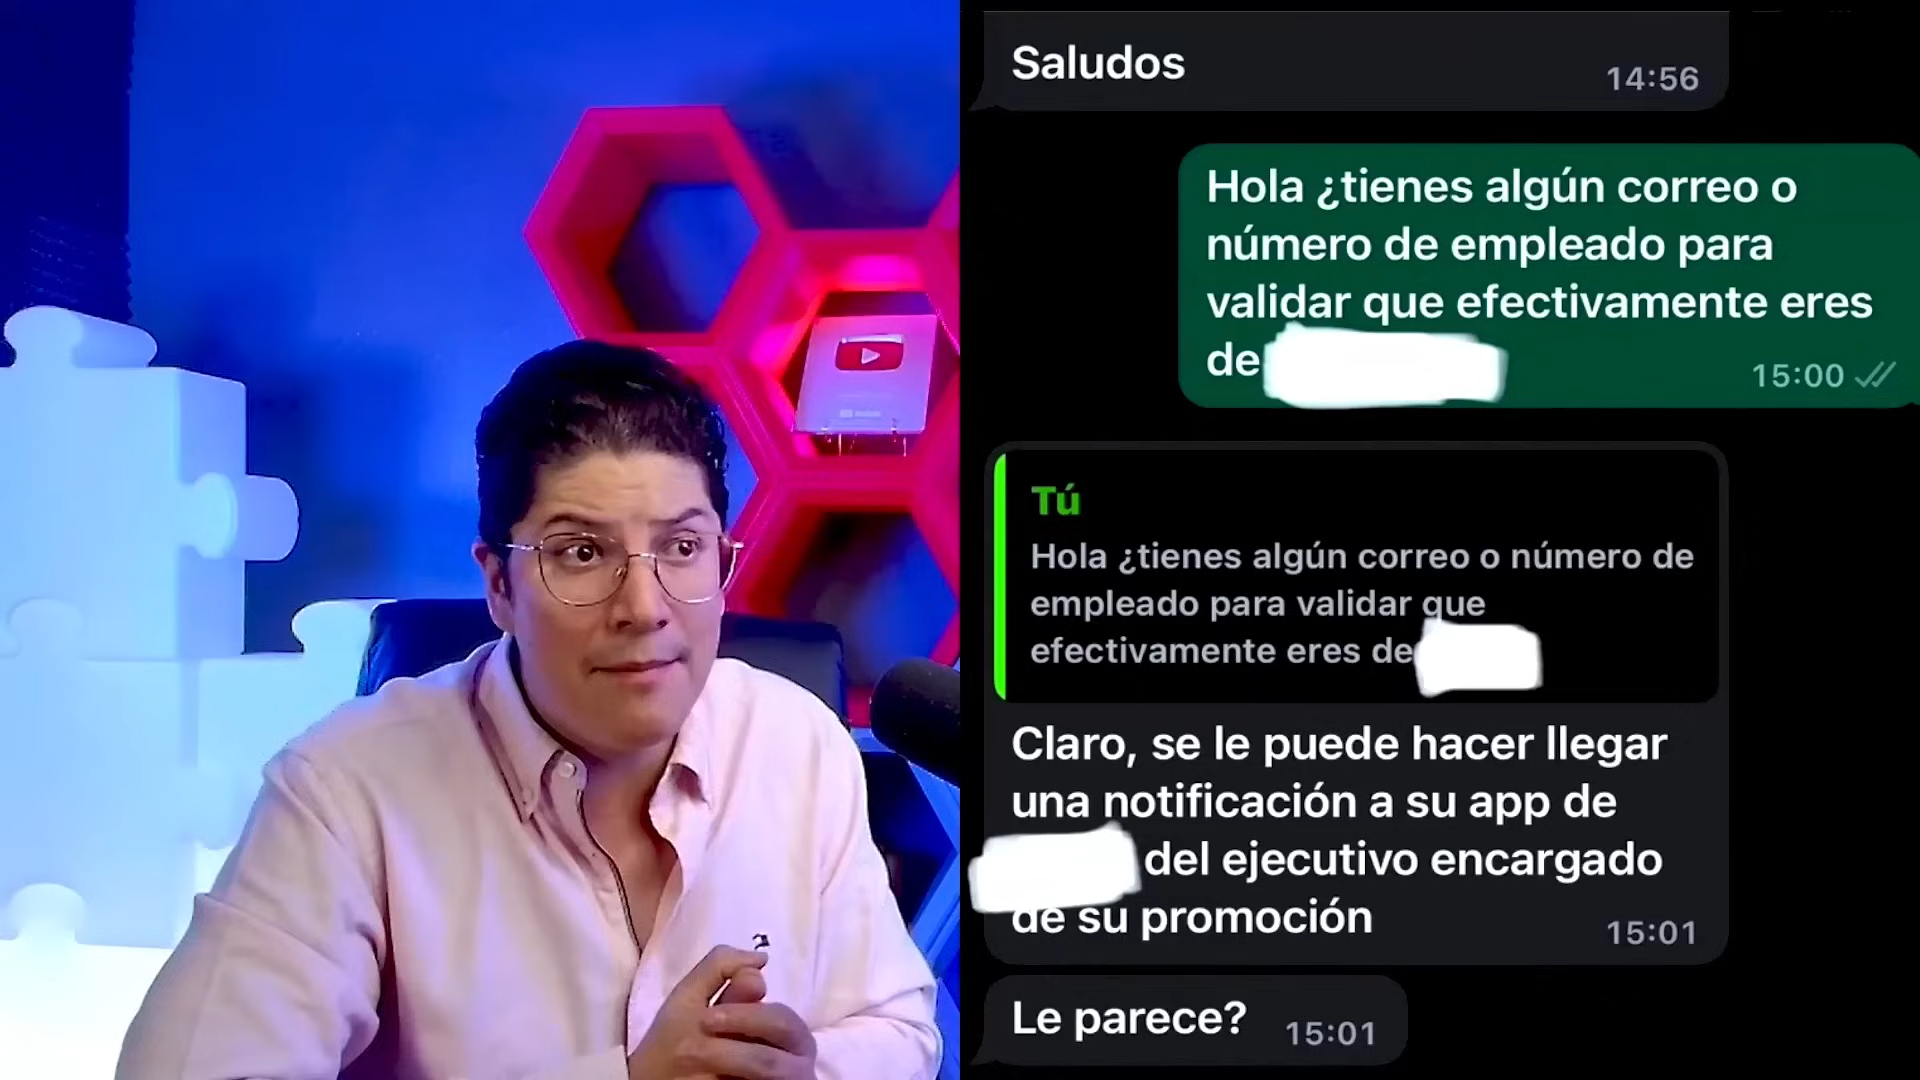 Saludos
14:56
Hola ¿tienes algún correo o
número de empleado para
validar que efectivamente eres
de
15:00
Tú
Hola ¿tienes algún correo o número de
empleado para validar que
efectivamente eres de
Claro, se le puede hacer llegar
una notificación a su app de
del ejecutivo encargado
de su promoción
15:01
Le parece?
15:01